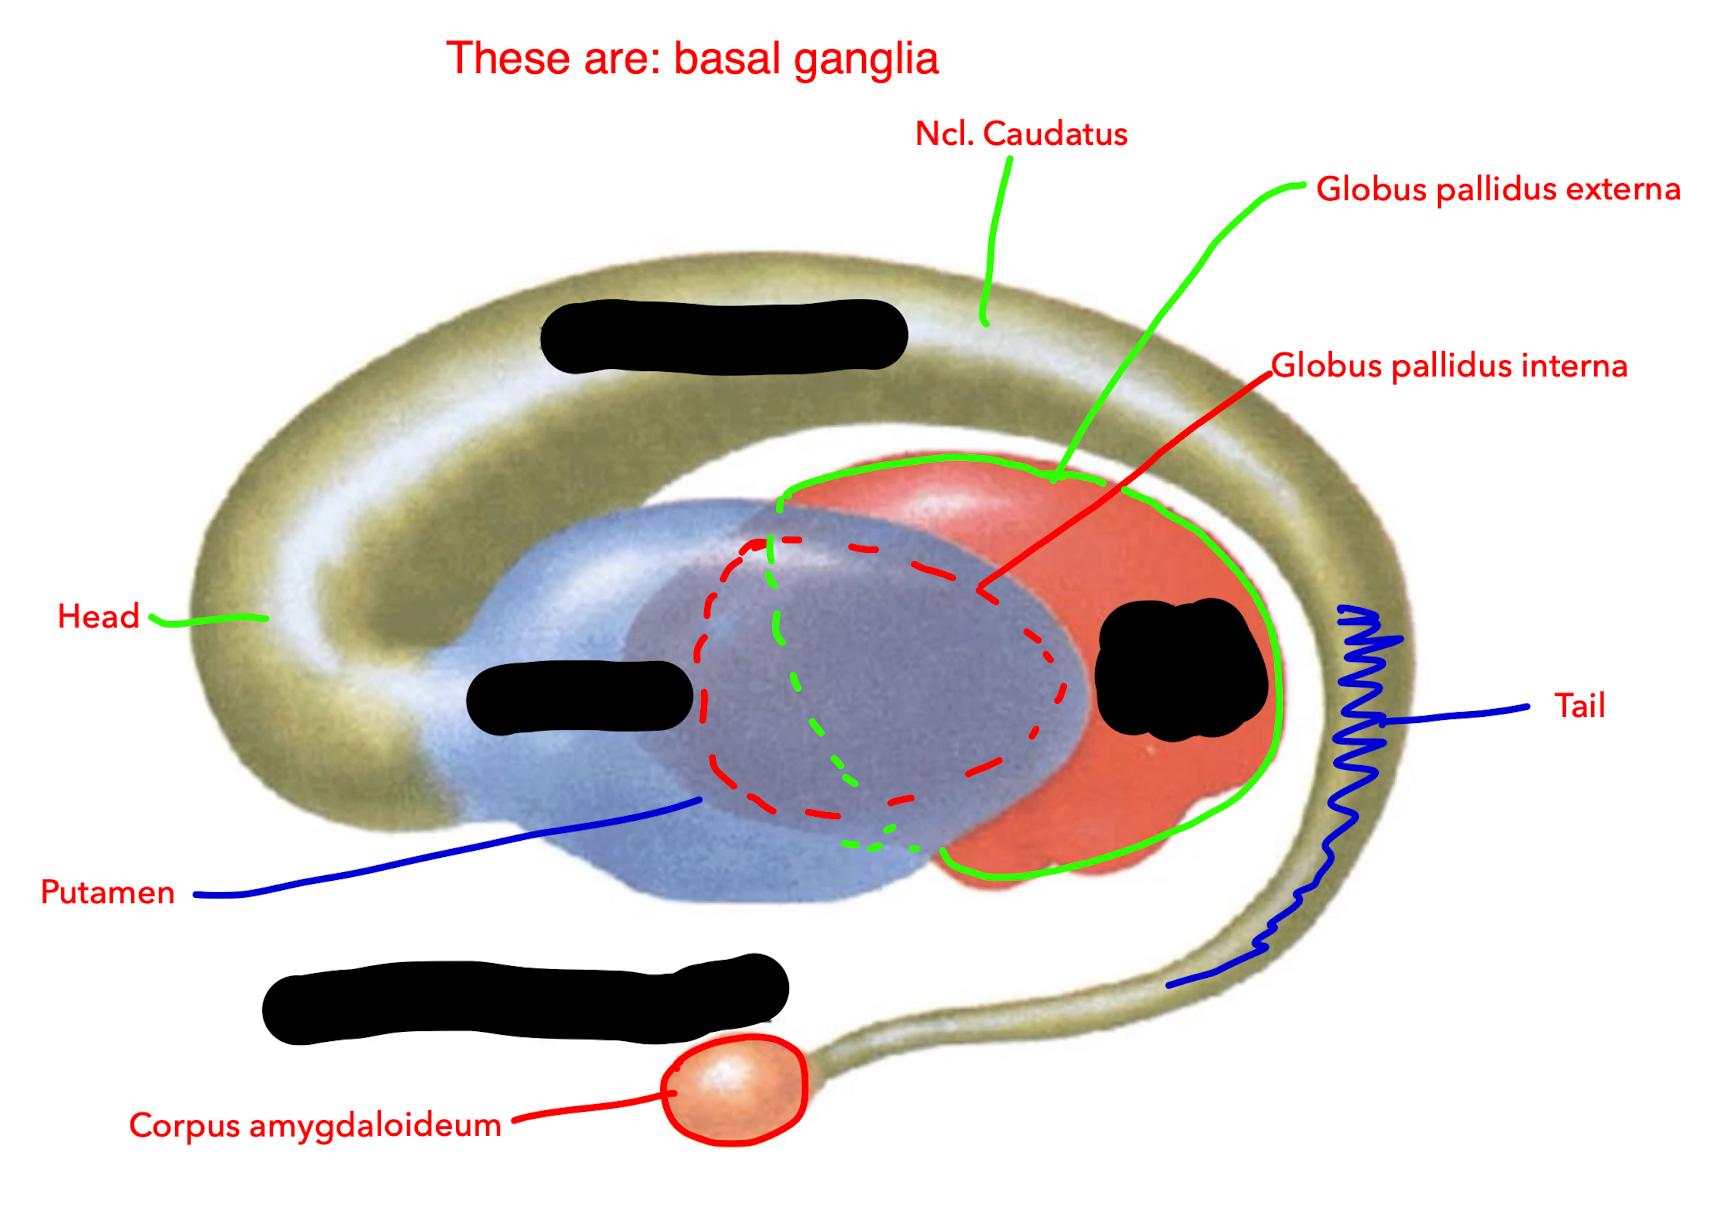 These are: basal ganglia
Ncl. Caudatus
Globus pallidus externa
Globus pallidus interna
Head
Tail
Putamen
Corpus amygdaloideum